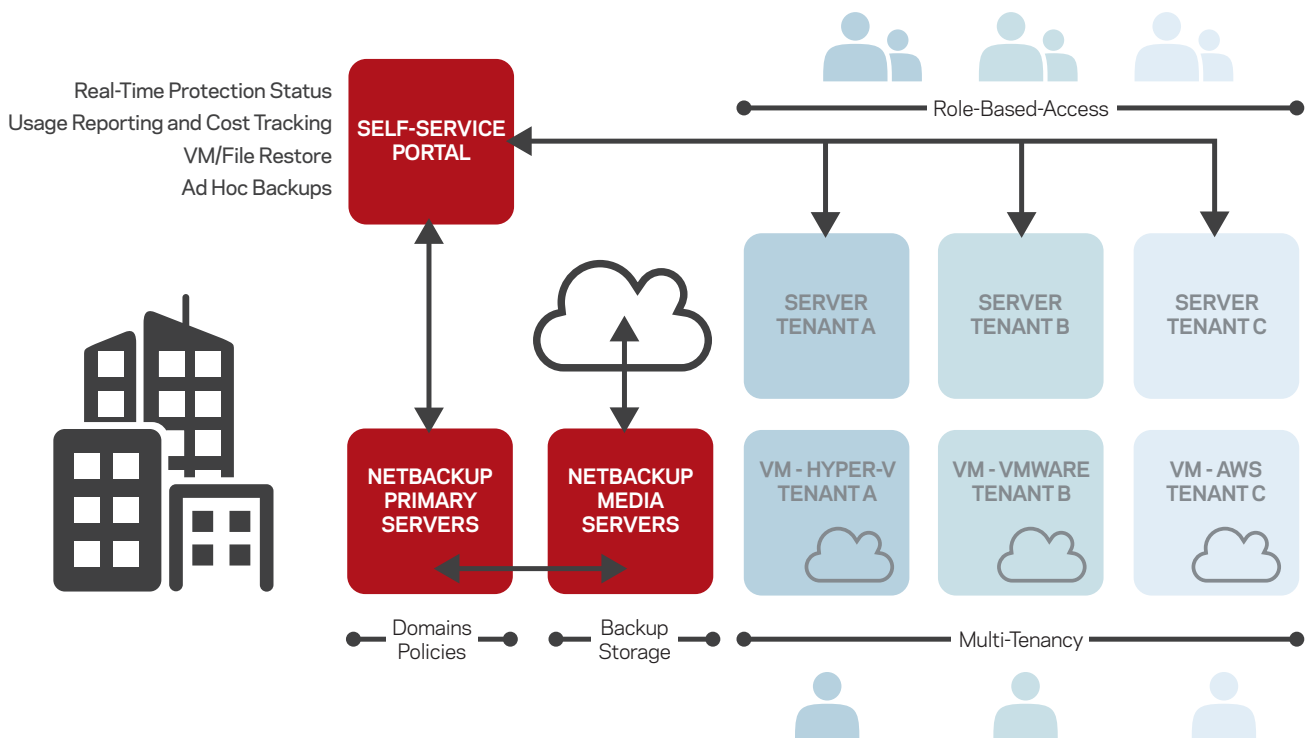 Real-Time Protection Status
Usage Reporting and Cost Tracking
VM/File Restore
Ad Hoc Backups
SELF-SERVICE
PORTAL
Role-Based-Access
SERVER
TENANT A
SERVER
TENANT B
SERVER
TENANT C
NETBACKUP
PRIMARY
SERVERS
NETBACKUP
MEDIA
SERVERS
VM - HYPER-V
TENANT A
VM - VMWARE
TENANT B
VM - AWS
TENANT C
Domains
Policies
Backup
Storage
Multi-Tenancy